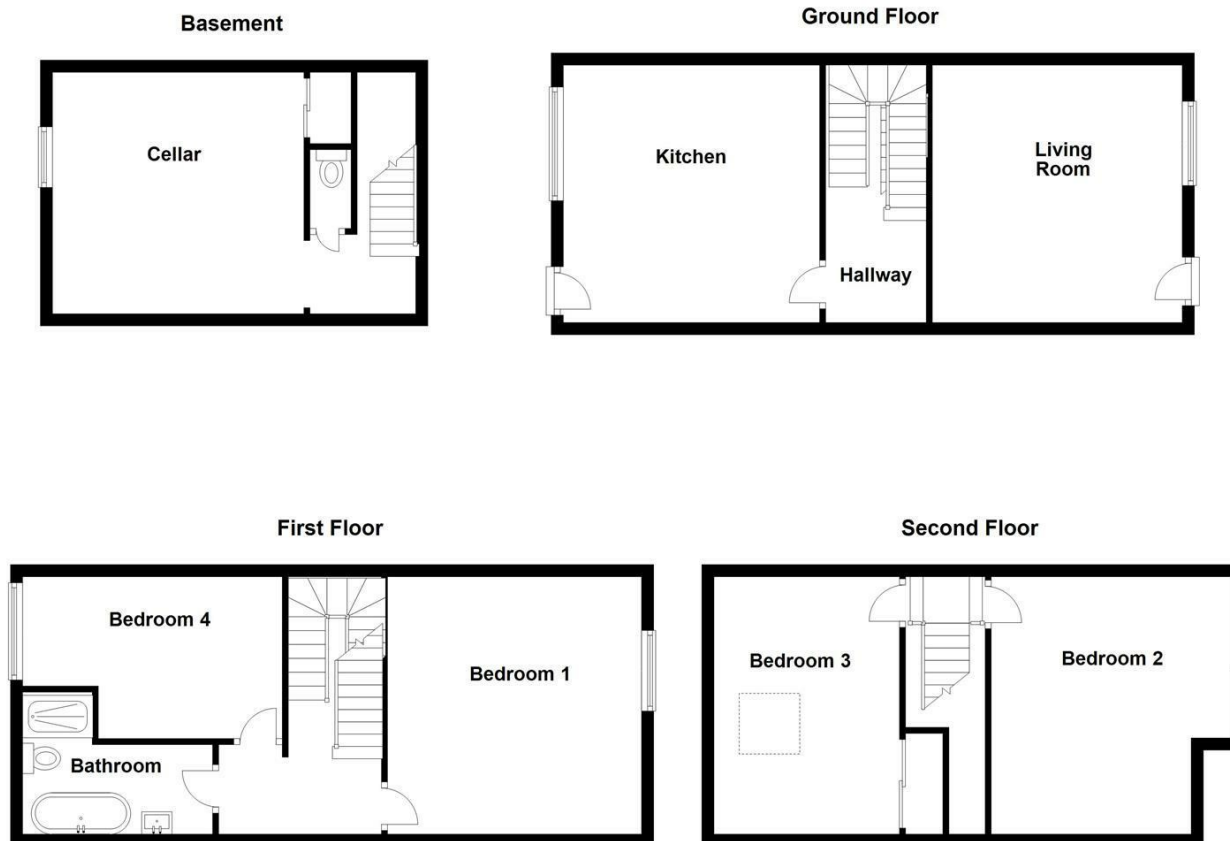 Basement
Cellar
Ground Floor
Kitchen
Hallway
Living
Room
First Floor
Bedroom 4
Bedroom 1
Bathroom
Second Floor
Bedroom 3
Bedroom 2